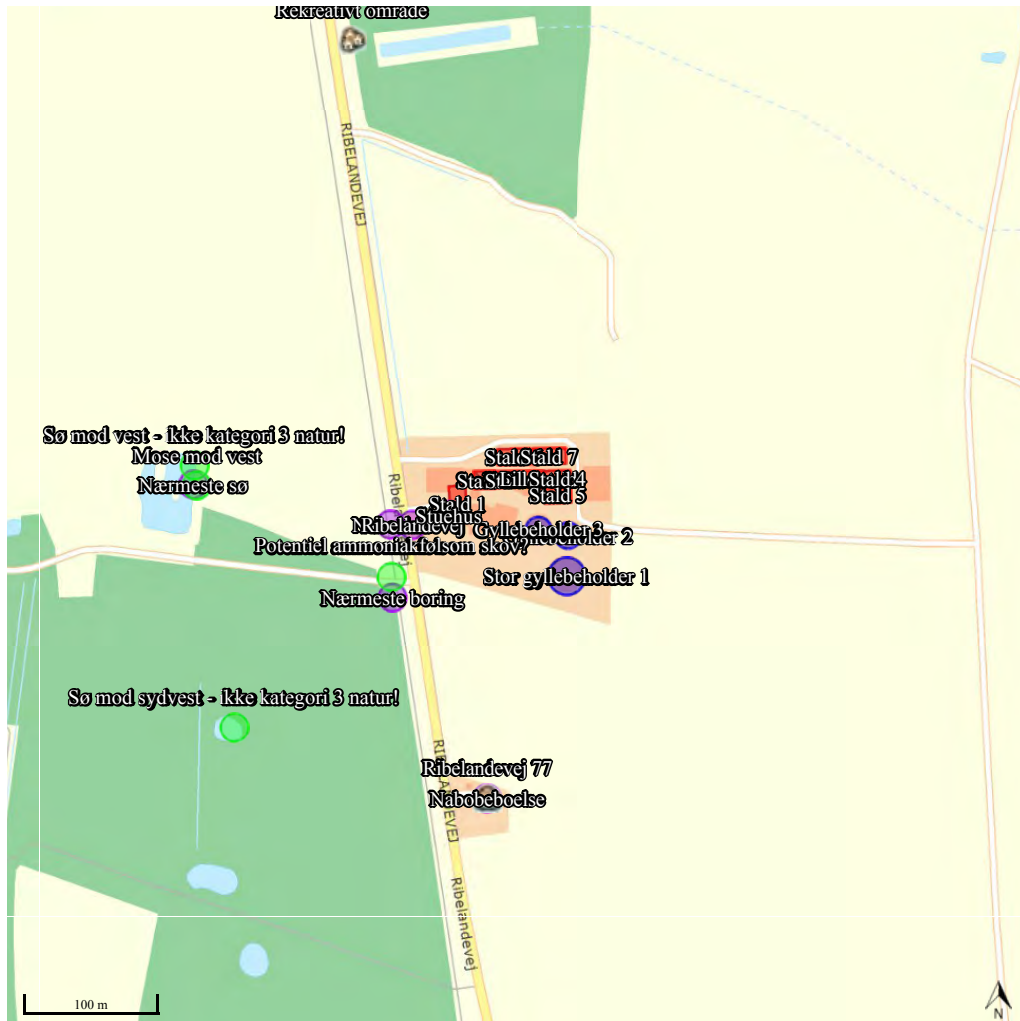 Rekreativt område
RIBELANDEVEJ
Sø mod vest - ikke kategori 3 natur!
Mose mod vest
Nærmeste sø
Stald 7
Lill
Stald 4
Stald 5
Stald 1
Stuehus
Ribelandevej
Gyllebeholder 3
Potentiel ammoniakfølsom skov?
Stor gyllebeholder 1
Nærmeste boring
Sø mod sydvest - ikke kategori 3 natur!
RIBELANDEVEJ
Ribelandevej 77
Nabobeboelse
Ribelandevej
100 m
N